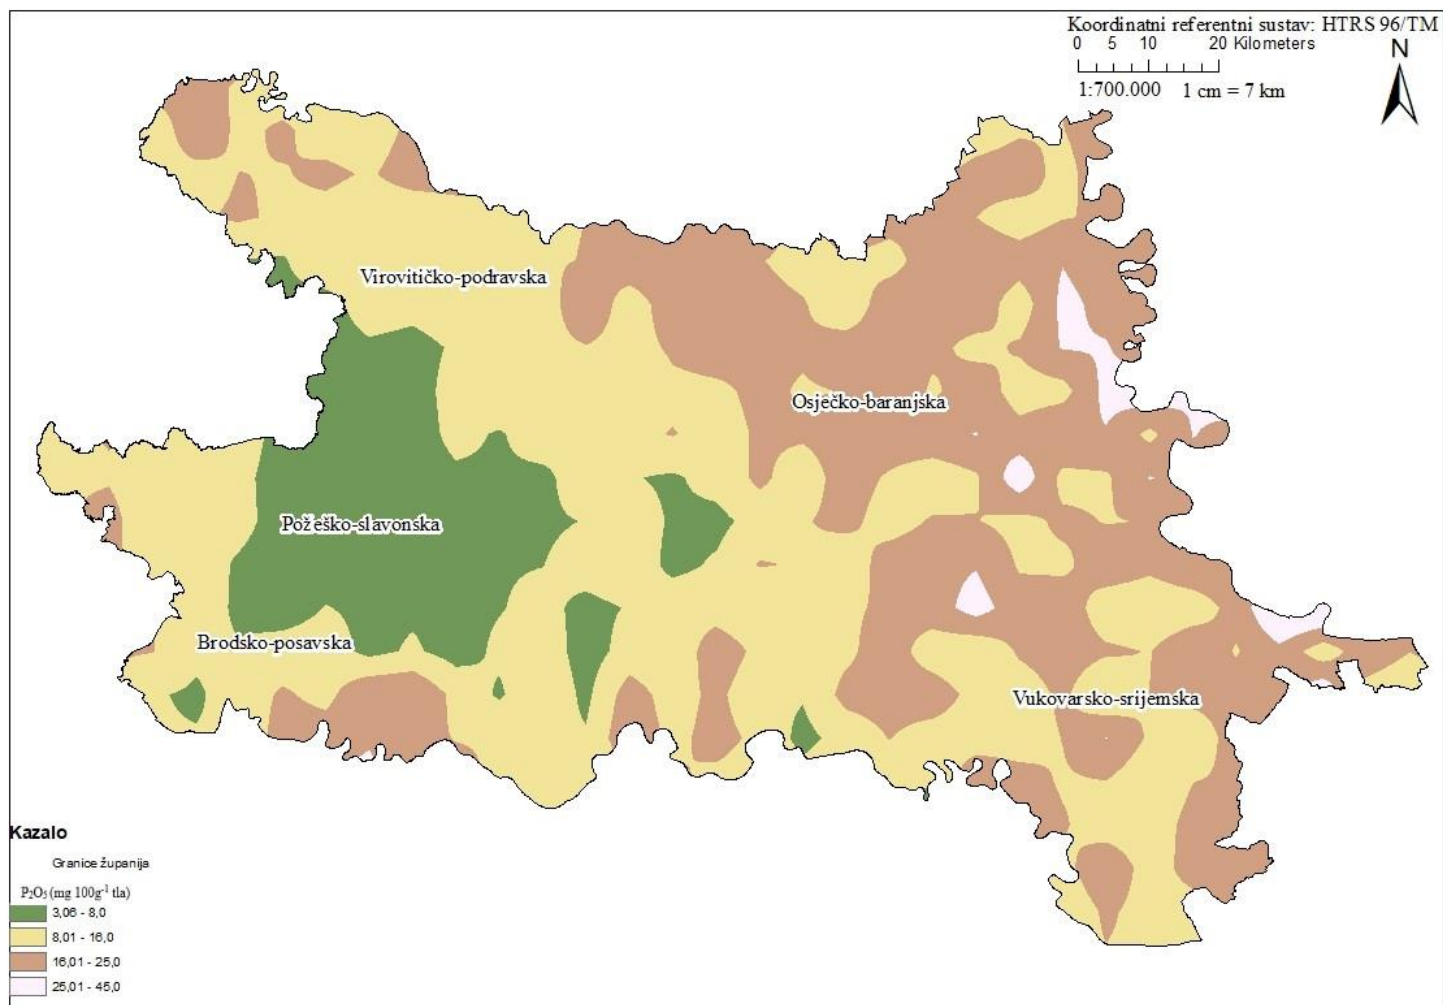 Koordinatni referentni sustav: HTRS 96/TM
0 5 10 20 Kilometers
1:700.000 1 cm = 7 km
N
Virovitičko-podravska
Osječko-baranjska
Požeško-slavonska
Brodsko-posavska
Vukovarsko-srijemska
Kazalo
Granice županija
P₂O₅ (mg 100g⁻¹ tla)
3,06 - 8,0
8,01 - 16,0
16,01 - 25,0
25,01 - 45,0